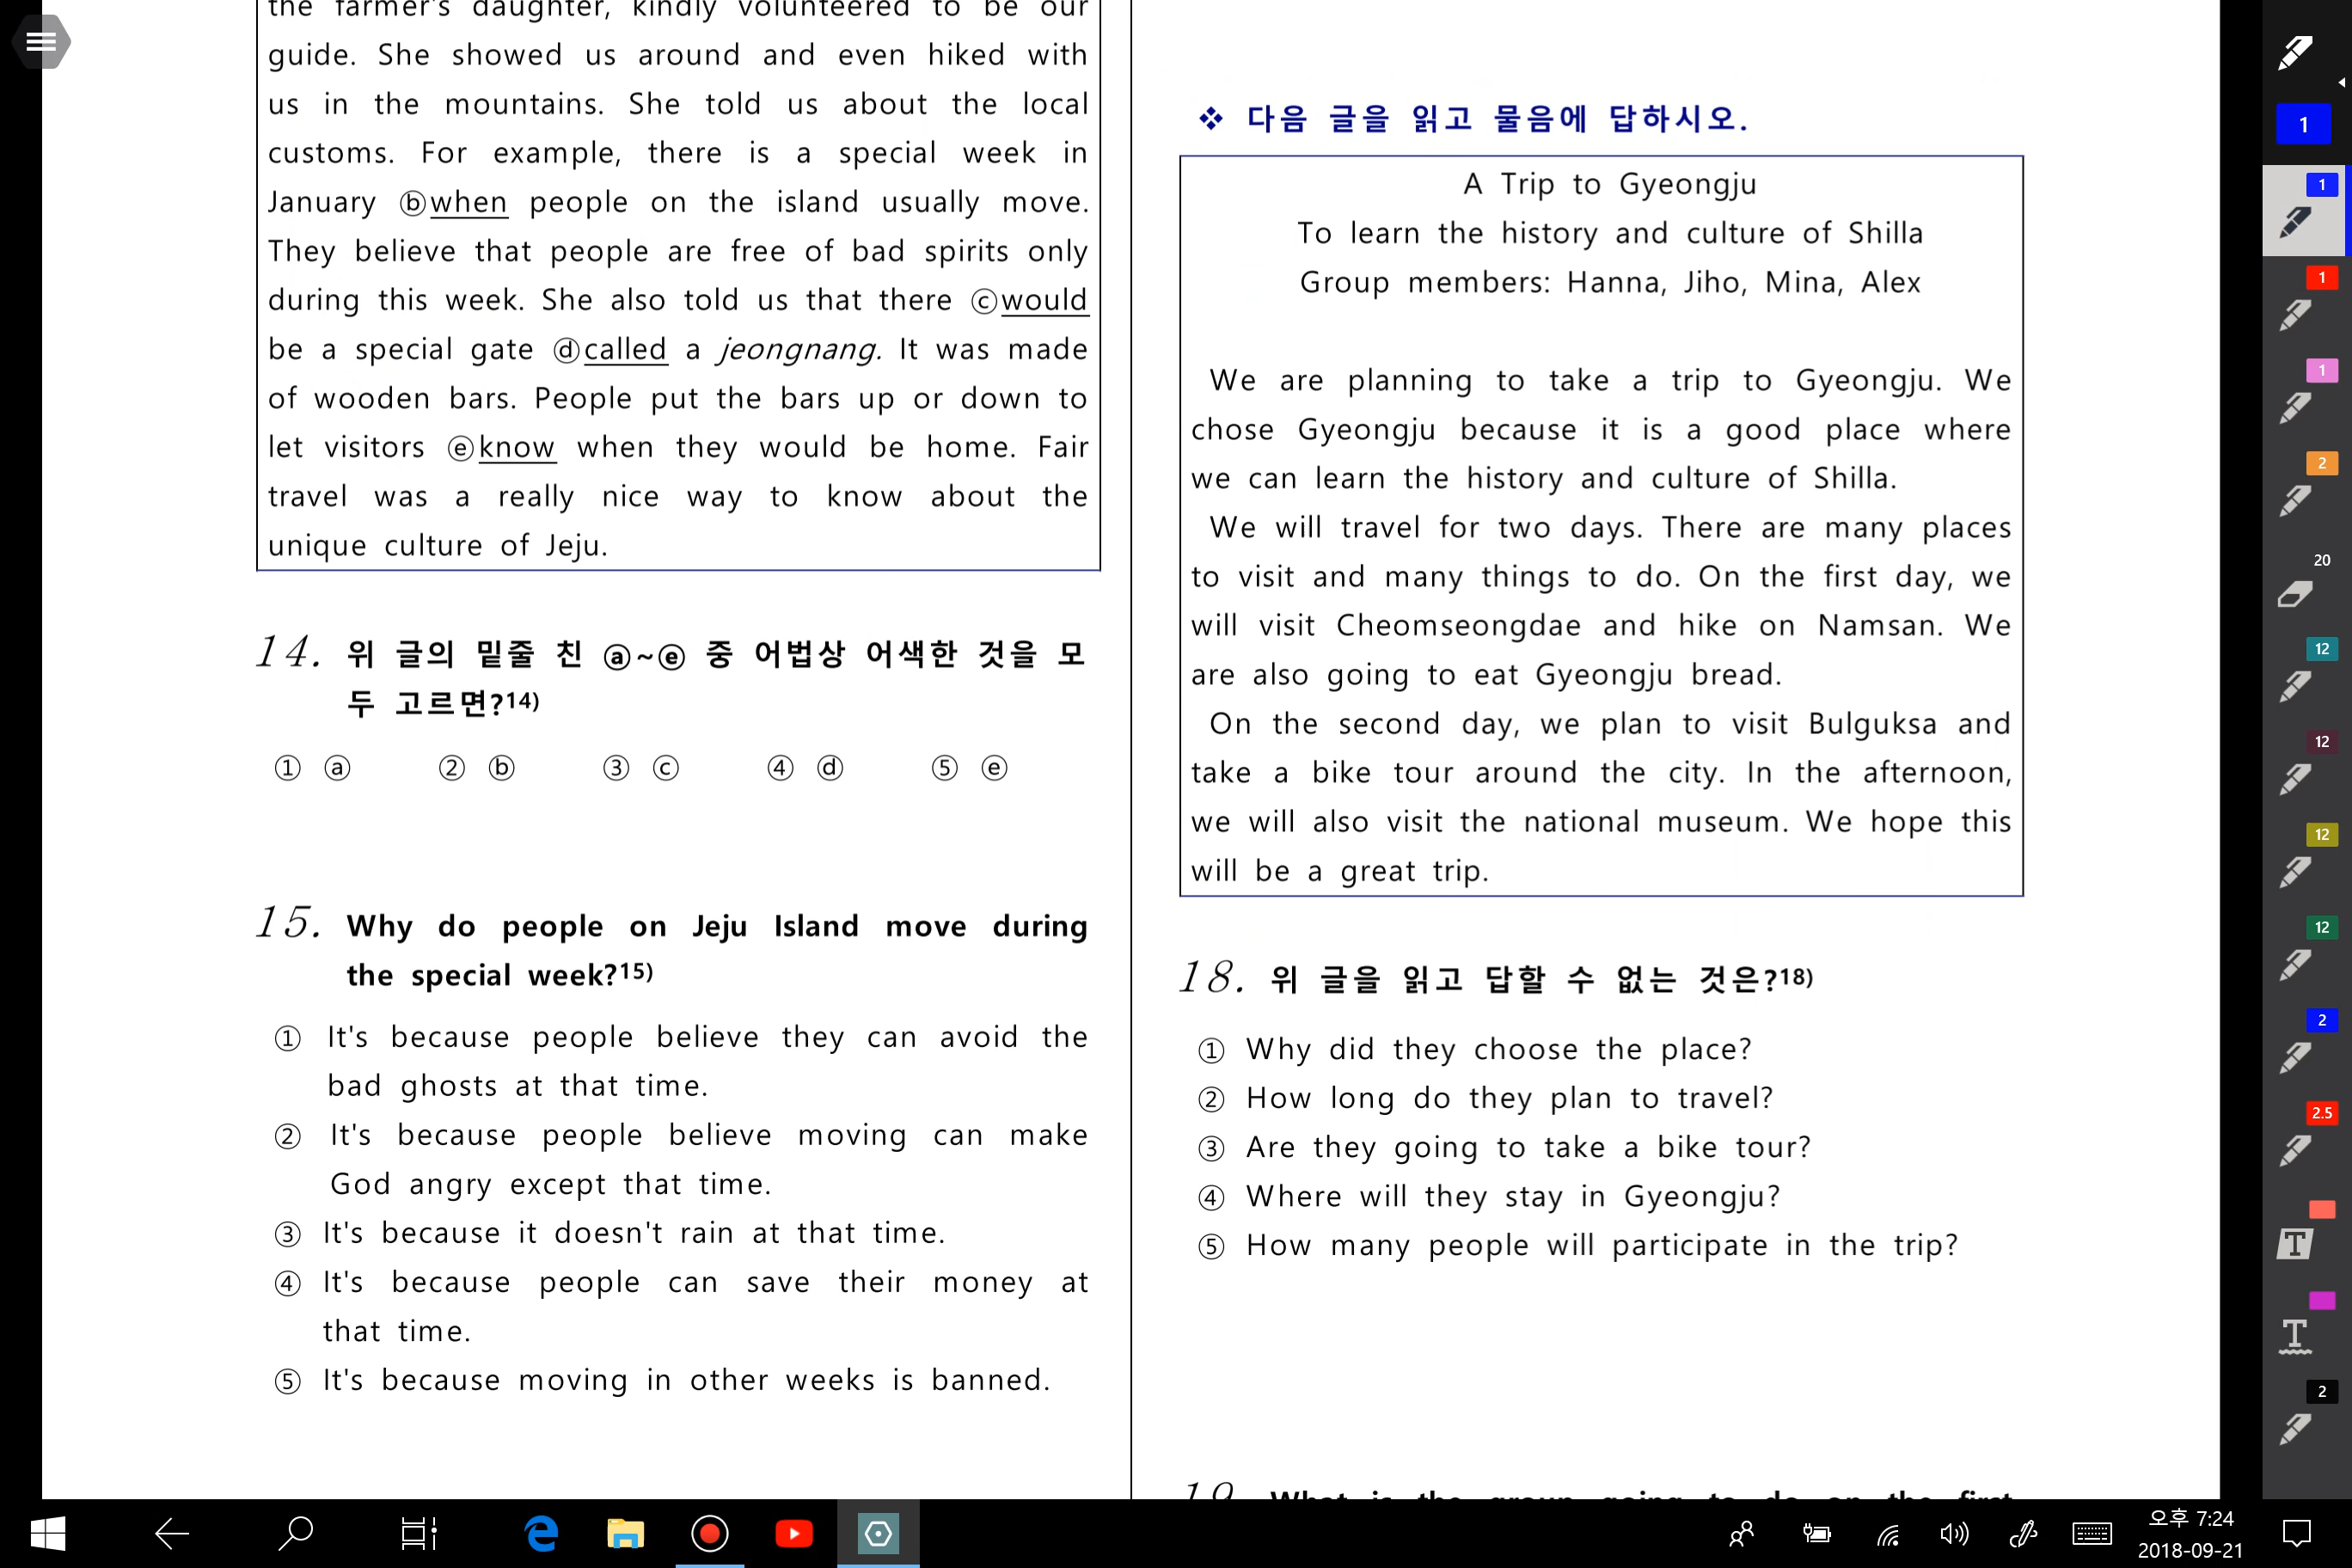 the farmer's daughter, kindly volunteered to be our
guide. She showed us around and even hiked with
us in the mountains. She told us about the local
customs. For example, there is a special week in
January ⓑwhen people on the island usually move.
They believe that people are free of bad spirits only
during this week. She also told us that there ⓒwould
be a special gate ⓓcalled a jeongnang. It was made
of wooden bars. People put the bars up or down to
let visitors ⓔknow when they would be home. Fair
travel was a really nice way to know about the
unique culture of Jeju.
14. 위 글의 밑줄 친 ⓐ~ⓔ 중 어법상 어색한 것을 모
두 고르면?14)
① ⓐ ② ⓑ ③ ⓒ ④ ⓓ ⑤ ⓔ
15. Why do people on Jeju Island move during
the special week?15)
① It's because people believe they can avoid the
bad ghosts at that time.
② It's because people believe moving can make
God angry except that time.
③ It's because it doesn't rain at that time.
④ It's because people can save their money at
that time.
⑤ It's because moving in other weeks is banned.
❖ 다음 글을 읽고 물음에 답하시오.
A Trip to Gyeongju
To learn the history and culture of Shilla
Group members: Hanna, Jiho, Mina, Alex
We are planning to take a trip to Gyeongju. We
chose Gyeongju because it is a good place where
we can learn the history and culture of Shilla.
We will travel for two days. There are many places
to visit and many things to do. On the first day, we
will visit Cheomseongdae and hike on Namsan. We
are also going to eat Gyeongju bread.
On the second day, we plan to visit Bulguksa and
take a bike tour around the city. In the afternoon,
we will also visit the national museum. We hope this
will be a great trip.
18. 위 글을 읽고 답할 수 없는 것은?18)
① Why did they choose the place?
② How long do they plan to travel?
③ Are they going to take a bike tour?
④ Where will they stay in Gyeongju?
⑤ How many people will participate in the trip?
19. What is the group going to do on the first
1
1
1
1
2
20
12
12
12
12
2
2.5
T
T
2
오후 7:24
2018-09-21